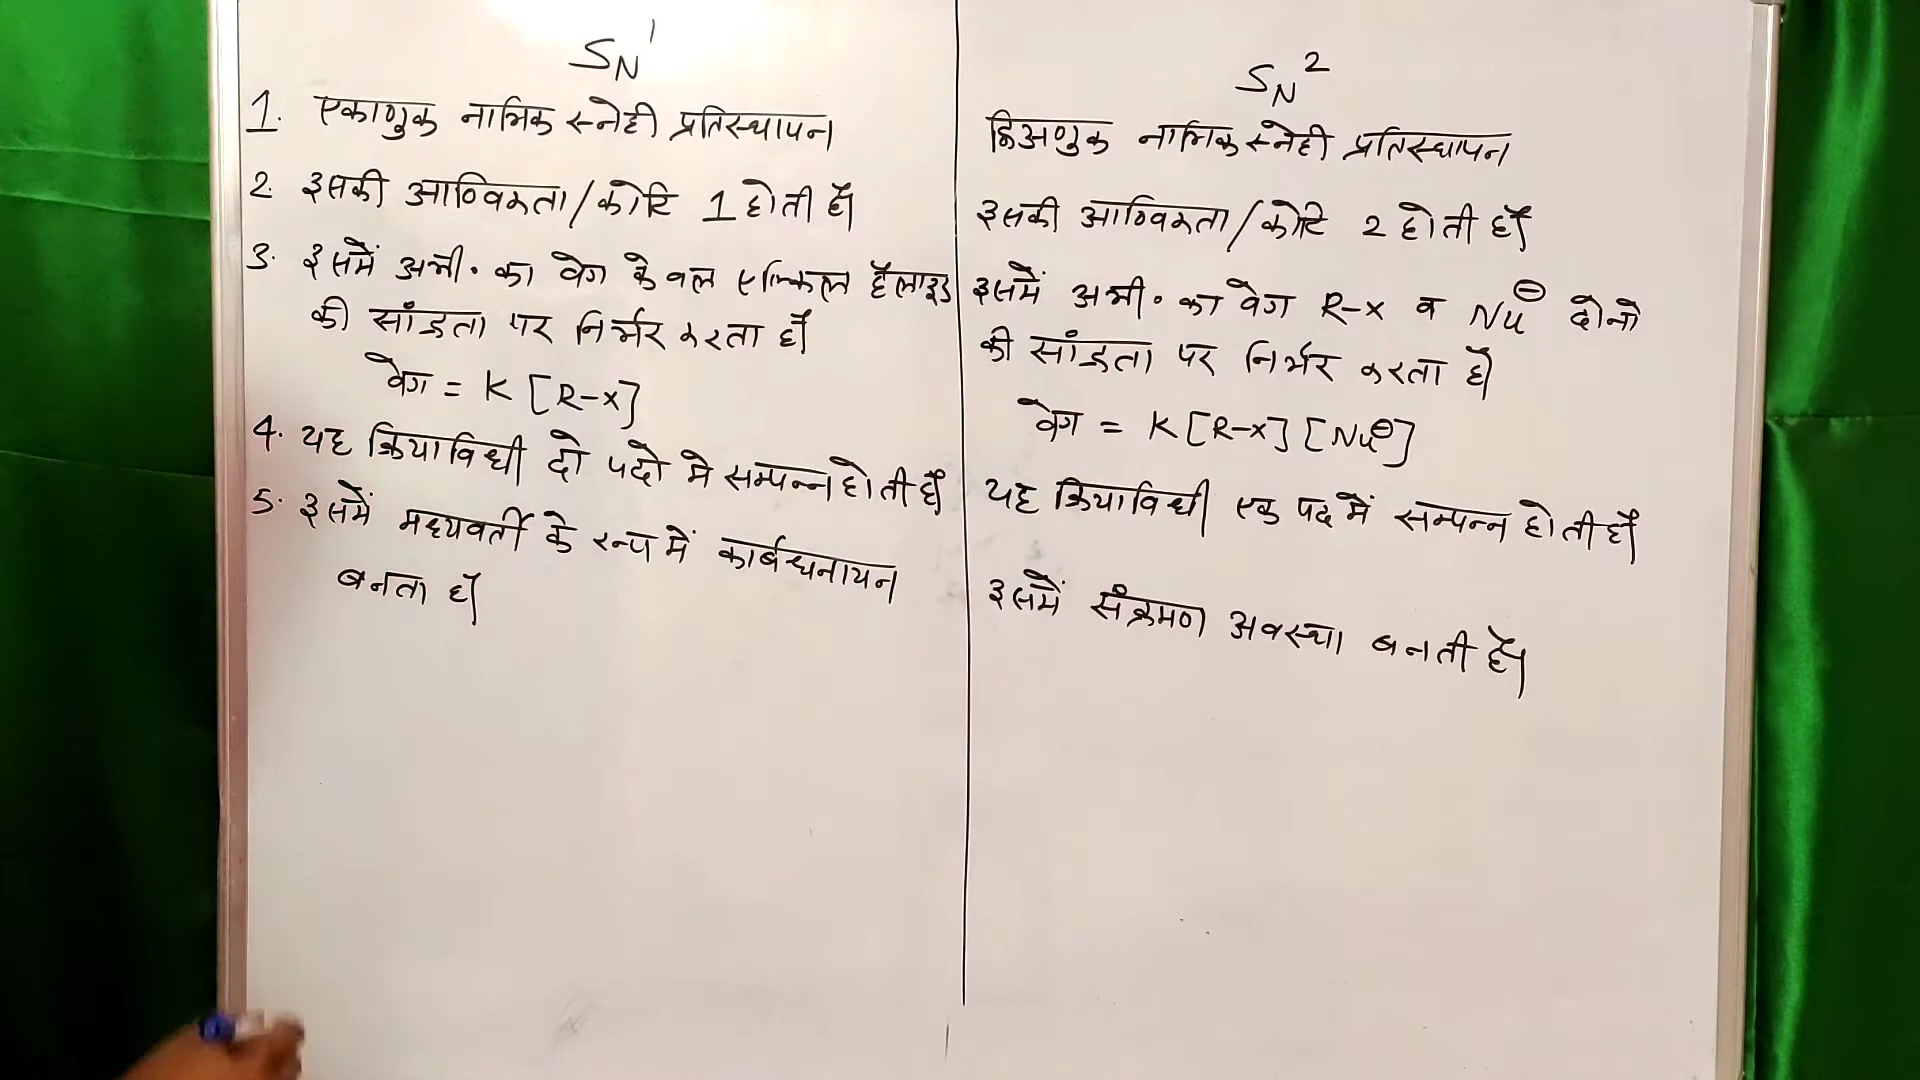 SN1
1. एकाणुक नाभिक स्नेही प्रतिस्थापन
2. इसकी आण्विकता/कोटि 1 होती है।
3. इसमें अभी. का वेग केवल एल्किल हैलाइड
की सांद्रता पर निर्भर करता है।
वेग = K [R-x]
4. यह क्रियाविधी दो पदो मे सम्पन्न होती है।
5. इसमें मध्यवर्ती के रूप में कार्बधनायन
बनता है।
SN2
द्विअणुक नाभिक स्नेही प्रतिस्थापन
इसकी आण्विकता/कोटि 2 होती है।
इसमें अभी. का वेग R-x व Nu⊖ दोनो
की सांद्रता पर निर्भर करता है।
वेग = K[R-x][Nu⊖]
यह क्रियाविधी एक पद में सम्पन्न होती है।
इसमें संक्रमण अवस्था बनती है।